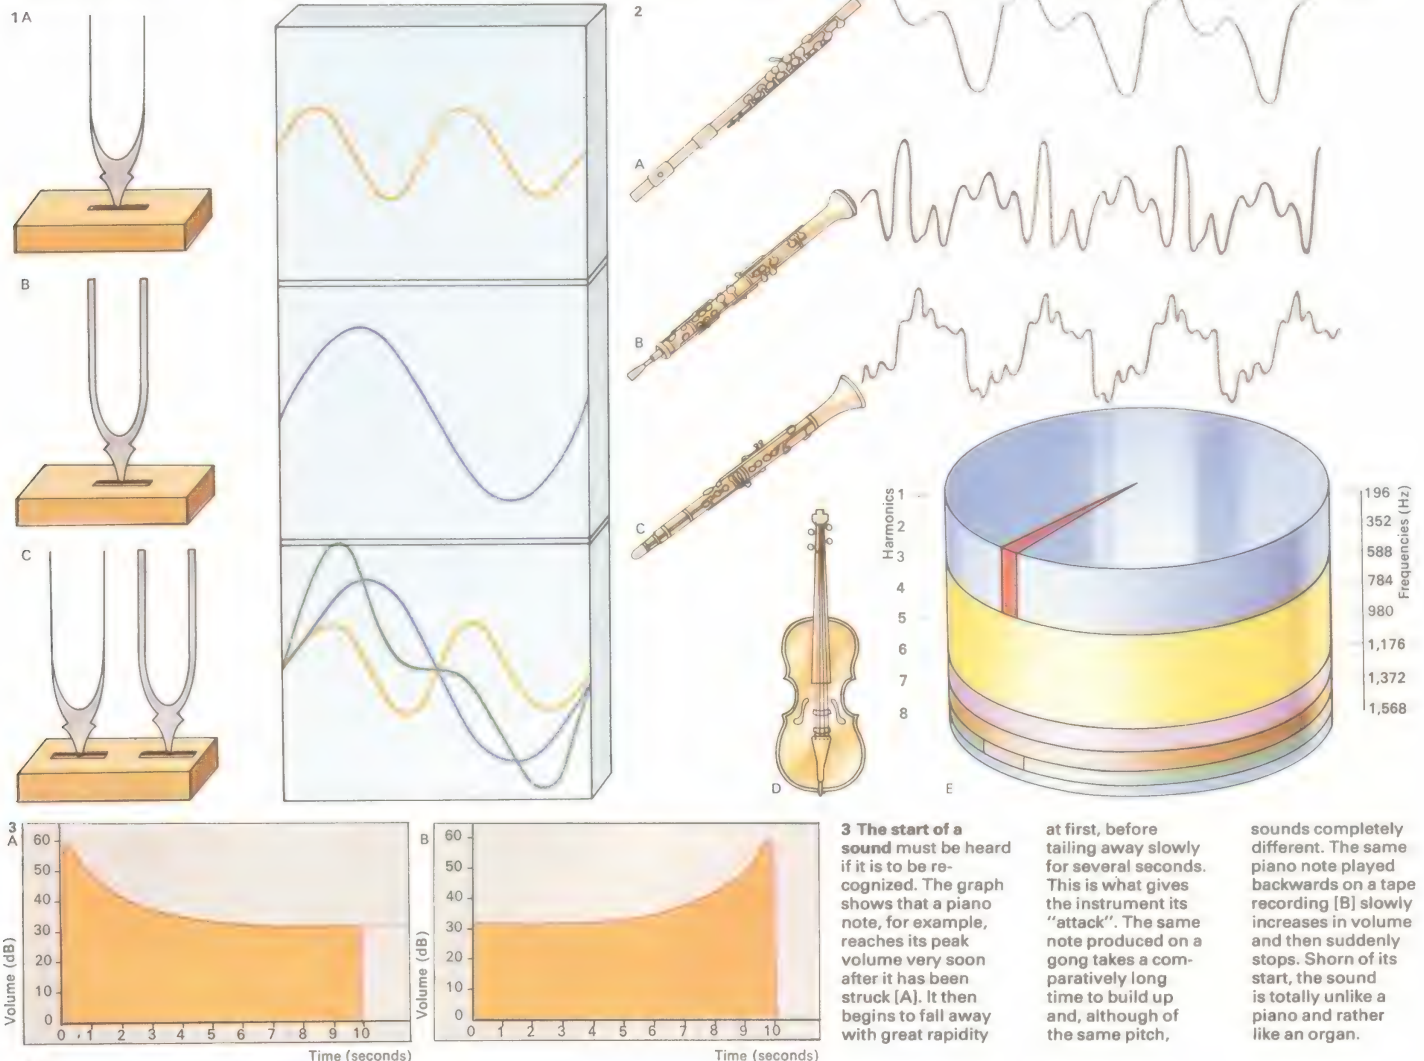 1 A
B
C
2
A
B
C
D
E
Harmonics
1
2
3
4
5
6
7
8
196
352
588
784
980
1,176
1,372
1,568
Frequencies (Hz)
3
A
60
50
40
30
20
10
0
Volume (dB)
0 1 2 3 4 5 6 7 8 9 10
Time (seconds)
B
60
50
40
30
20
10
0
Volume (dB)
0 1 2 3 4 5 6 7 8 9 10
Time (seconds)
3 The start of a
sound must be heard
if it is to be re-
cognized. The graph
shows that a piano
note, for example,
reaches its peak
volume very soon
after it has been
struck [A]. It then
begins to fall away
with great rapidity
at first, before
tailing away slowly
for several seconds.
This is what gives
the instrument its
"attack". The same
note produced on a
gong takes a com-
paratively long
time to build up
and, although of
the same pitch,
sounds completely
different. The same
piano note played
backwards on a tape
recording [B] slowly
increases in volume
and then suddenly
stops. Shorn of its
start, the sound
is totally unlike a
piano and rather
like an organ.